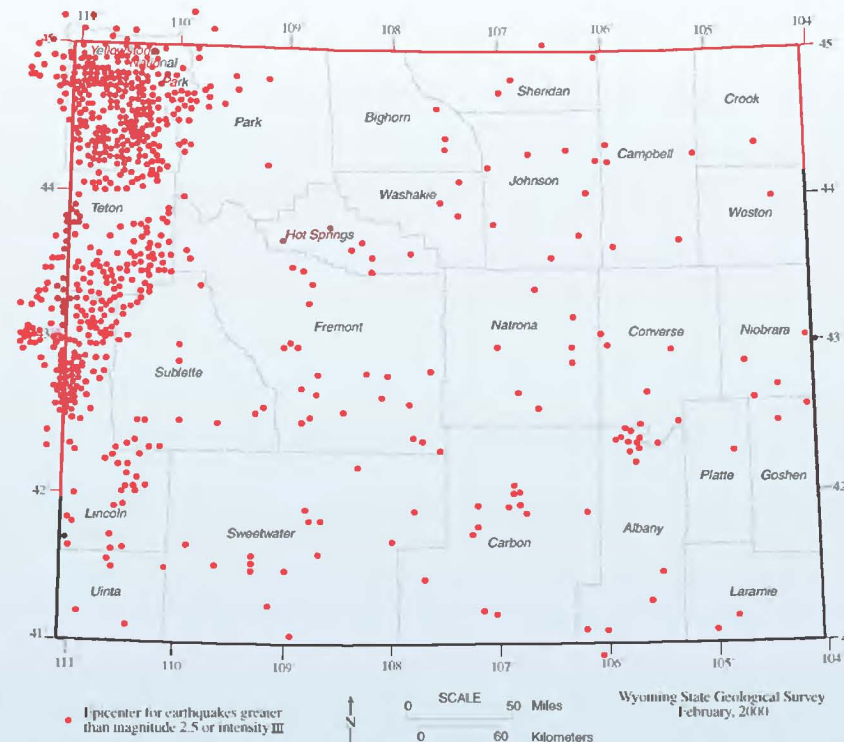 111 110 109 108 107 106 105 104
45 45
Yellowstone
National
Park
Park
Bighorn
Sheridan
Crook
Campbell
Johnson
Washakie
44 44
Teton
Weston
Hot Springs
Fremont
Natrona
Converse
Niobrara
43 43
Sublette
Platte
Goshen
42 42
Lincoln
Sweetwater
Carbon
Albany
Uinta
Laramie
41
111 110 109 108 107 106 105 104
Epicenter for earthquakes greater
than magnitude 2.5 or intensity III
N
SCALE
0 50 Miles
0 60 Kilometers
Wyoming State Geological Survey
February, 2000